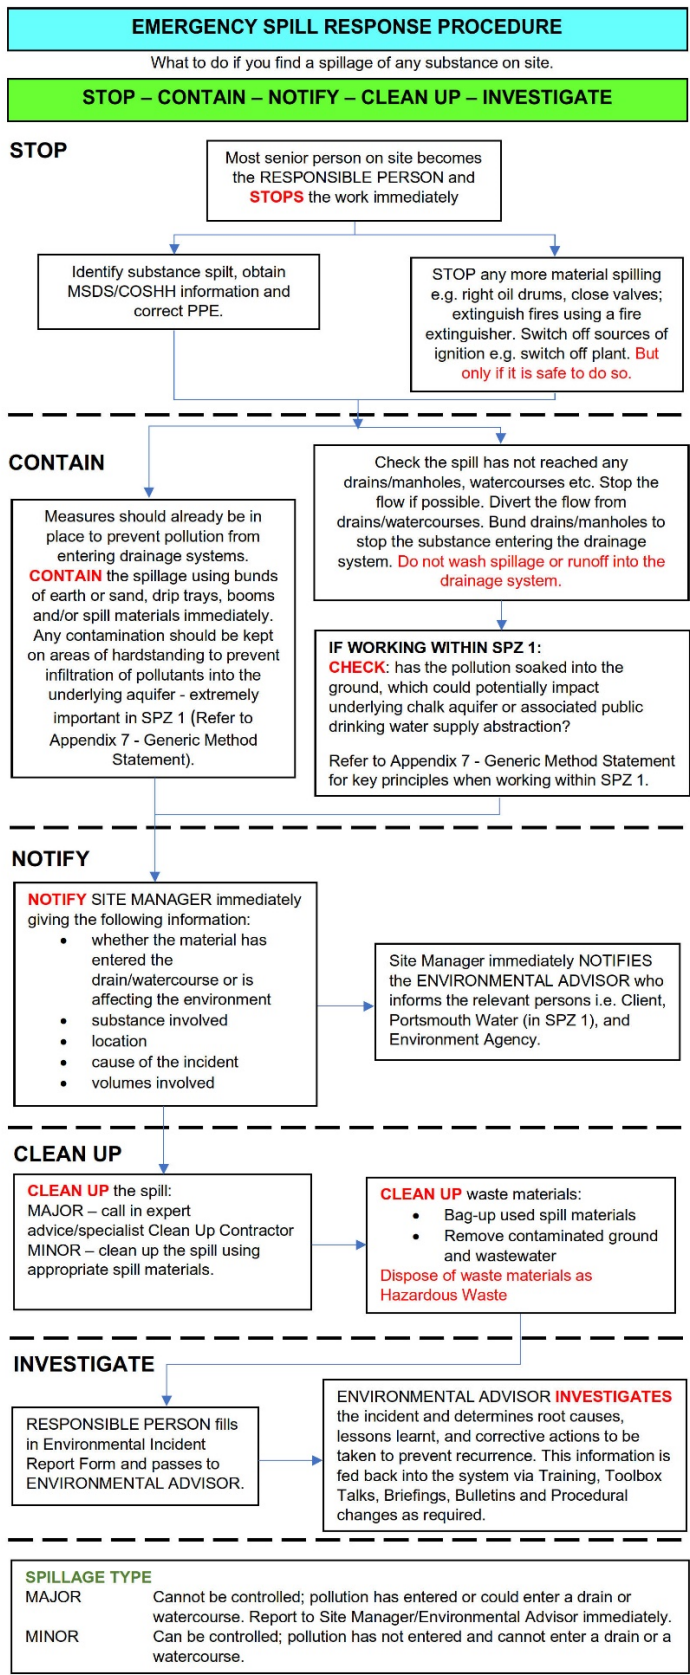 EMERGENCY SPILL RESPONSE PROCEDURE
What to do if you find a spillage of any substance on site.
STOP – CONTAIN – NOTIFY – CLEAN UP – INVESTIGATE
STOP
Most senior person on site becomes
the RESPONSIBLE PERSON and
STOPS the work immediately
Identify substance spilt, obtain
MSDS/COSHH information and
correct PPE.
STOP any more material spilling
e.g. right oil drums, close valves;
extinguish fires using a fire
extinguisher. Switch off sources of
ignition e.g. switch off plant. But
only if it is safe to do so.
CONTAIN
Measures should already be in
place to prevent pollution from
entering drainage systems.
CONTAIN the spillage using bunds
of earth or sand, drip trays, booms
and/or spill materials immediately.
Any contamination should be kept
on areas of hardstanding to prevent
infiltration of pollutants into the
underlying aquifer - extremely
important in SPZ 1 (Refer to
Appendix 7 - Generic Method
Statement).
Check the spill has not reached any
drains/manholes, watercourses etc. Stop the
flow if possible. Divert the flow from
drains/watercourses. Bund drains/manholes to
stop the substance entering the drainage
system. Do not wash spillage or runoff into the
drainage system.
IF WORKING WITHIN SPZ 1:
CHECK: has the pollution soaked into the
ground, which could potentially impact
underlying chalk aquifer or associated public
drinking water supply abstraction?
Refer to Appendix 7 - Generic Method Statement
for key principles when working within SPZ 1.
NOTIFY
NOTIFY SITE MANAGER immediately
giving the following information:
• whether the material has
entered the
drain/watercourse or is
affecting the environment
• substance involved
• location
• cause of the incident
• volumes involved
Site Manager immediately NOTIFIES
the ENVIRONMENTAL ADVISOR who
informs the relevant persons i.e. Client,
Portsmouth Water (in SPZ 1), and
Environment Agency.
CLEAN UP
CLEAN UP the spill:
MAJOR – call in expert
advice/specialist Clean Up Contractor
MINOR – clean up the spill using
appropriate spill materials.
CLEAN UP waste materials:
• Bag-up used spill materials
• Remove contaminated ground
and wastewater
Dispose of waste materials as
Hazardous Waste
INVESTIGATE
RESPONSIBLE PERSON fills
in Environmental Incident
Report Form and passes to
ENVIRONMENTAL ADVISOR.
ENVIRONMENTAL ADVISOR INVESTIGATES
the incident and determines root causes,
lessons learnt, and corrective actions to be
taken to prevent recurrence. This information is
fed back into the system via Training, Toolbox
Talks, Briefings, Bulletins and Procedural
changes as required.
SPILLAGE TYPE
MAJOR Cannot be controlled; pollution has entered or could enter a drain or
watercourse. Report to Site Manager/Environmental Advisor immediately.
MINOR Can be controlled; pollution has not entered and cannot enter a drain or a
watercourse.